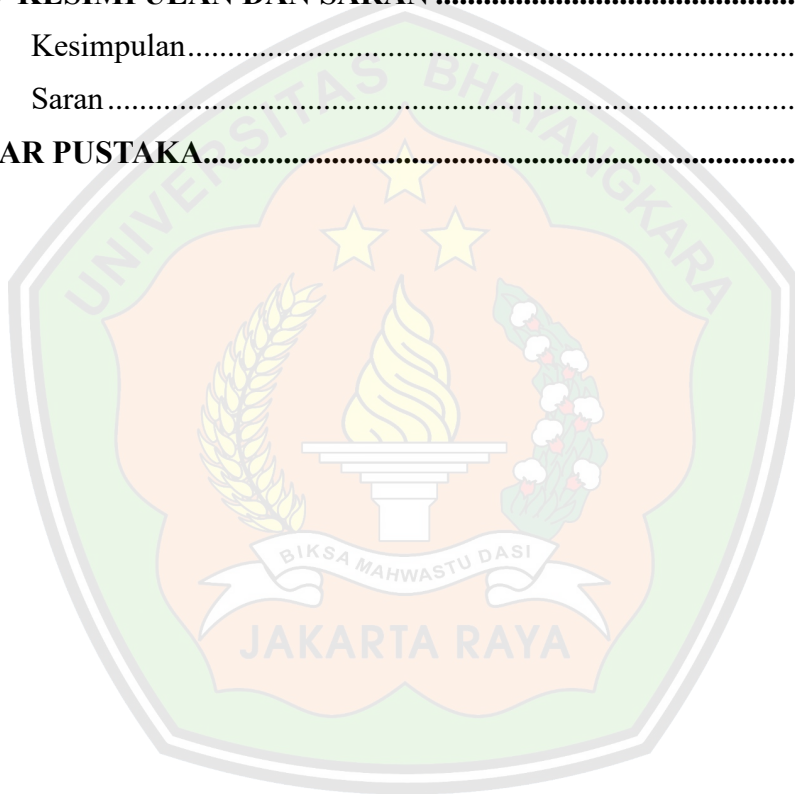 KESIMPULAN DAN SARAN..........................................
Kesimpulan...........................................................................
Saran.....................................................................................
AR PUSTAKA..........................................................................
UNIVERSITAS BHAYANGKARA
BIKSA MAHWASTU DASI
JAKARTA RAYA